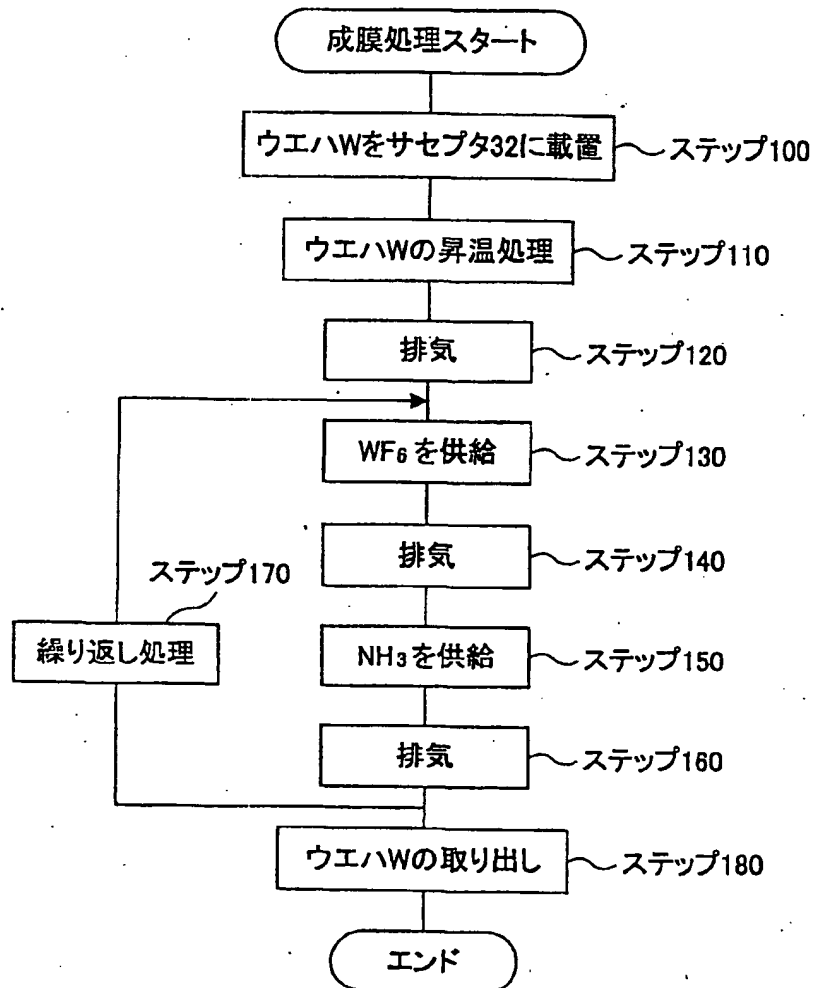 成膜処理スタート
ウエハWをサセプタ32に載置
ステップ100
ウエハWの昇温処理
ステップ110
排気
ステップ120
WF₆を供給
ステップ130
排気
ステップ140
ステップ170
繰り返し処理
NH₃を供給
ステップ150
排気
ステップ160
ウエハWの取り出し
ステップ180
エンド